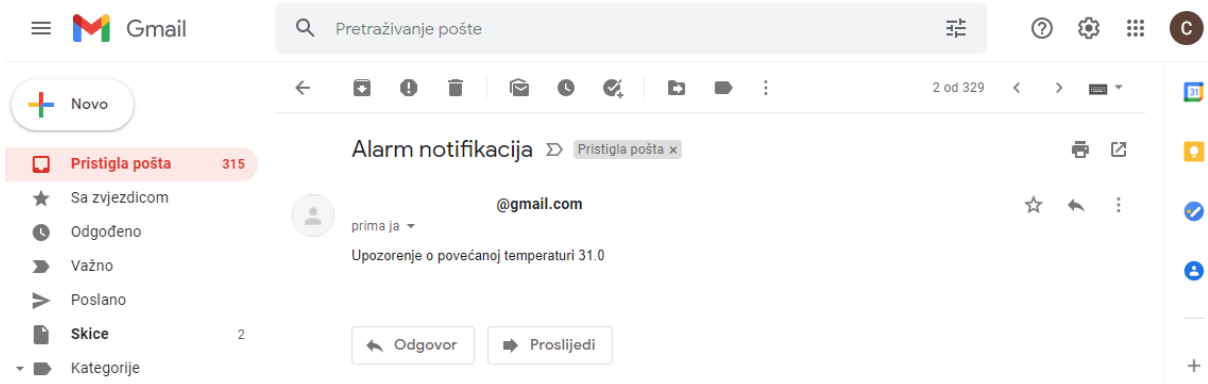 Gmail
Pretraživanje pošte
C
Novo
2 od 329
31
Alarm notifikacija Pristigla pošta x
Pristigla pošta 315
Sa zvjezdicom
@gmail.com
prima ja
Odgođeno
Upozorenje o povećanoj temperaturi 31.0
Važno
Poslano
Skice 2
Odgovor Proslijedi
Kategorije